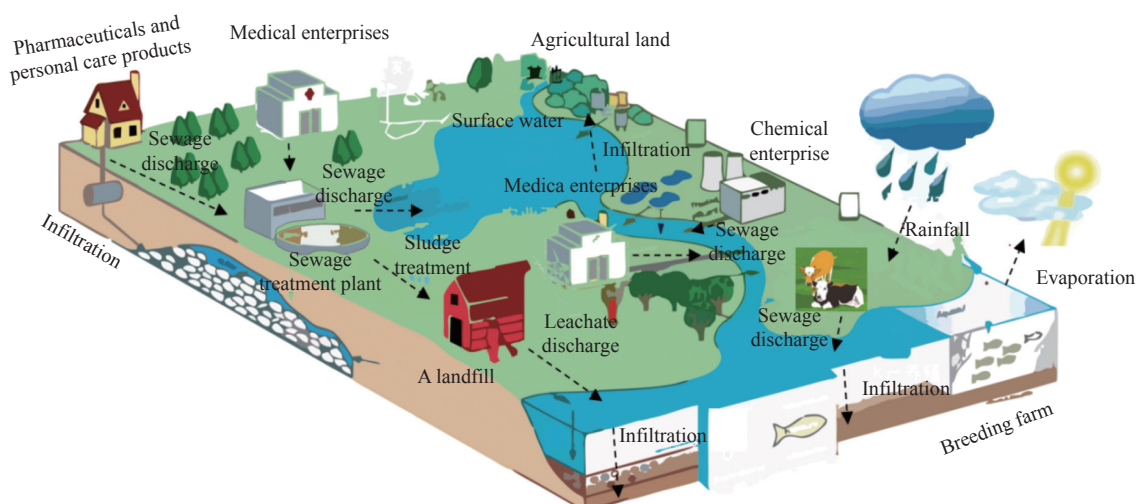 Pharmaceuticals and
personal care products
Medical enterprises
Agricultural land
Surface water
Sewage
discharge
Sewage
discharge
Infiltration
Chemical
enterprise
Medica enterprises
Infiltration
Sludge
treatment
Sewage
treatment plant
Sewage
discharge
Rainfall
Evaporation
Leachate
discharge
Sewage
discharge
A landfill
Infiltration
Infiltration
Breeding farm